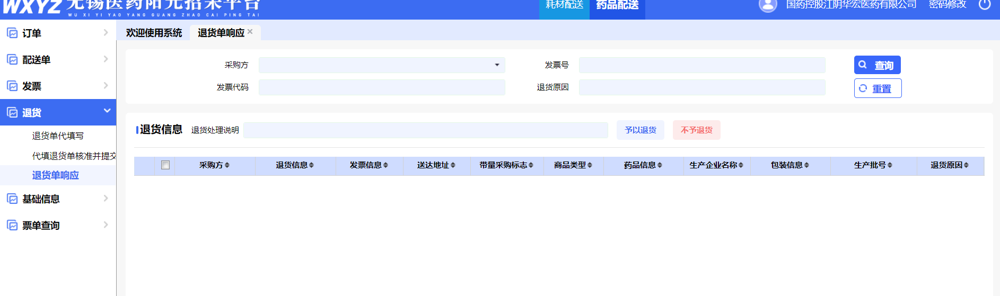 WXYZ 无锡医药阳光招采平台
WU XI YI YAO YANG GUANG ZHAO CAI PING TAI
耗材配送 药品配送 国药控股江阴华宏医药有限公司 密码修改
订单
配送单
发票
退货
退货单代填写
代填退货单核准并提交
退货单响应
基础信息
票单查询
欢迎使用系统 退货单响应
采购方 发票号 查询
发票代码 退货原因 重置
退货信息 退货处理说明 予以退货 不予退货
采购方 退货信息 发票信息 送达地址 带量采购标志 商品类型 药品信息 生产企业名称 包装信息 生产批号 退货原因